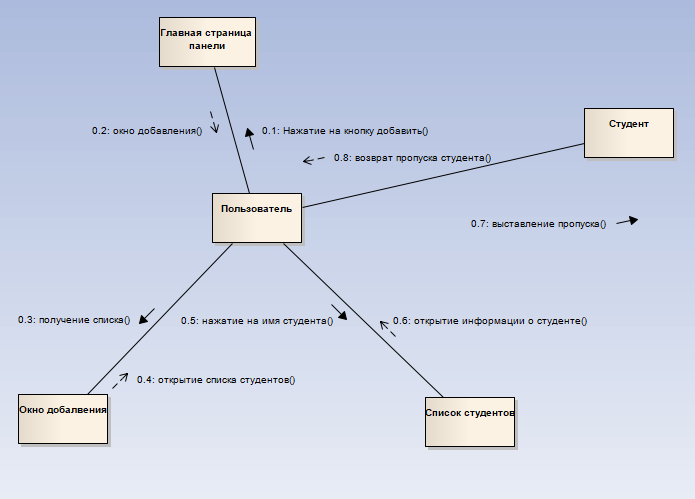 Главная страница
панели
0.2: окно добавления()
0.1: Нажатие на кнопку добавить()
Студент
0.8: возврат пропуска студента()
Пользователь
0.7: выставление пропуска()
0.3: получение списка()
0.5: нажатие на имя студента()
0.6: открытие информации о студенте()
0.4: открытие списка студентов()
Окно добалвения
Список студентов